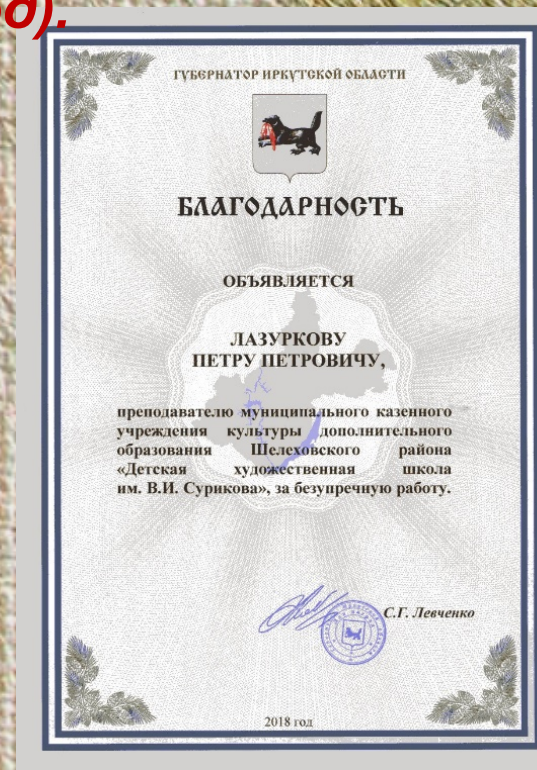 д).
ГУБЕРНАТОР ИРКУТСКОЙ ОБЛАСТИ
БЛАГОДАРНОСТЬ
ОБЪЯВЛЯЕТСЯ
ЛАЗУРКОВУ
ПЕТРУ ПЕТРОВИЧУ,
преподавателю муниципального казенного
учреждения культуры дополнительного
образования Шелеховского района
«Детская художественная школа
им. В.И. Сурикова», за безупречную работу.
С.Г. Левченко
2018 год